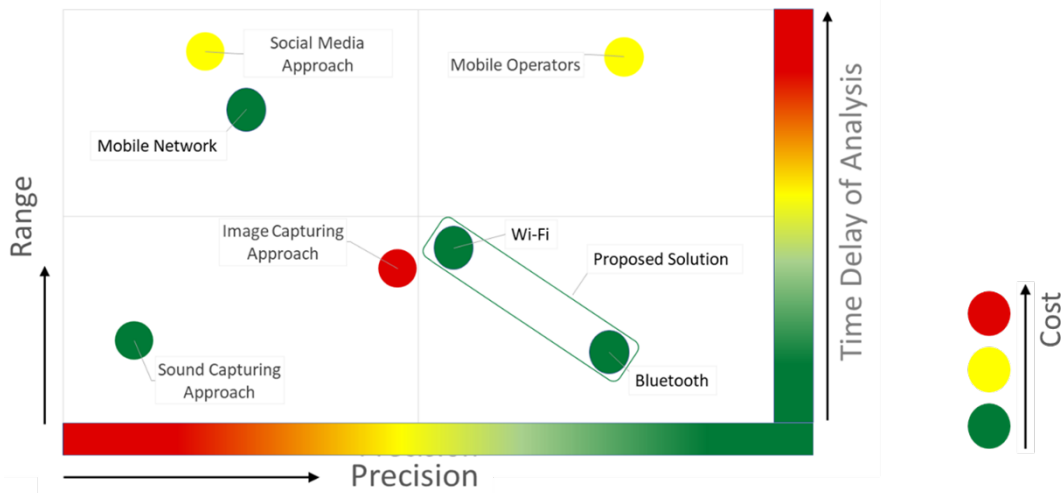 Social Media
Approach
Mobile Operators
Mobile Network
Image Capturing
Approach
Wi-Fi
Proposed Solution
Sound Capturing
Approach
Bluetooth
Range
Time Delay of Analysis
Cost
Precision
Precision